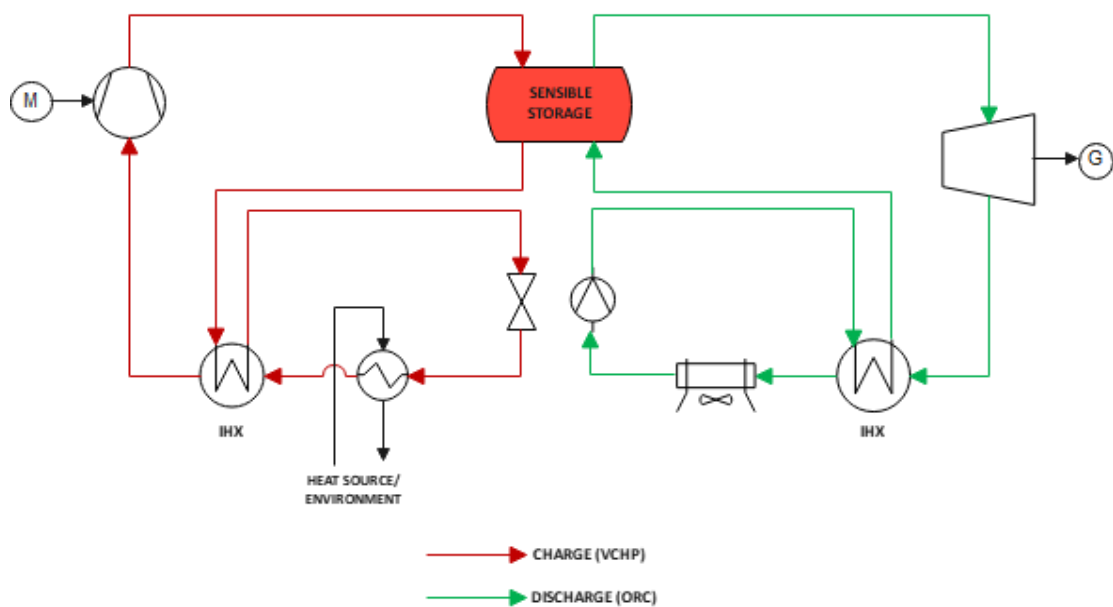 SENSIBLE
STORAGE
M
G
IHX
IHX
HEAT SOURCE/
ENVIRONMENT
CHARGE (VCHP)
DISCHARGE (ORC)